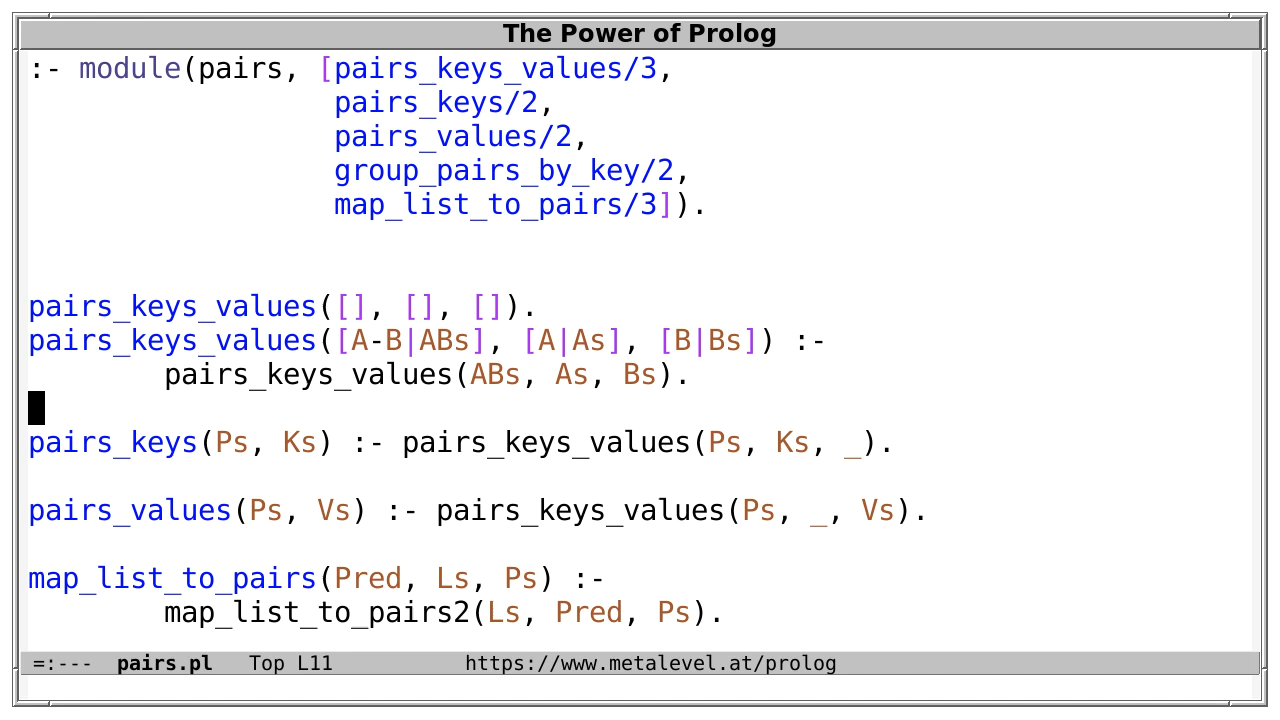 The Power of Prolog
:- module(pairs, [pairs_keys_values/3,
                  pairs_keys/2,
                  pairs_values/2,
                  group_pairs_by_key/2,
                  map_list_to_pairs/3]).
pairs_keys_values([], [], []).
pairs_keys_values([A-B|ABs], [A|As], [B|Bs]) :-
        pairs_keys_values(ABs, As, Bs).
pairs_keys(Ps, Ks) :- pairs_keys_values(Ps, Ks, _).
pairs_values(Ps, Vs) :- pairs_keys_values(Ps, _, Vs).
map_list_to_pairs(Pred, Ls, Ps) :-
        map_list_to_pairs2(Ls, Pred, Ps).
=:--- pairs.pl Top L11 https://www.metalevel.at/prolog